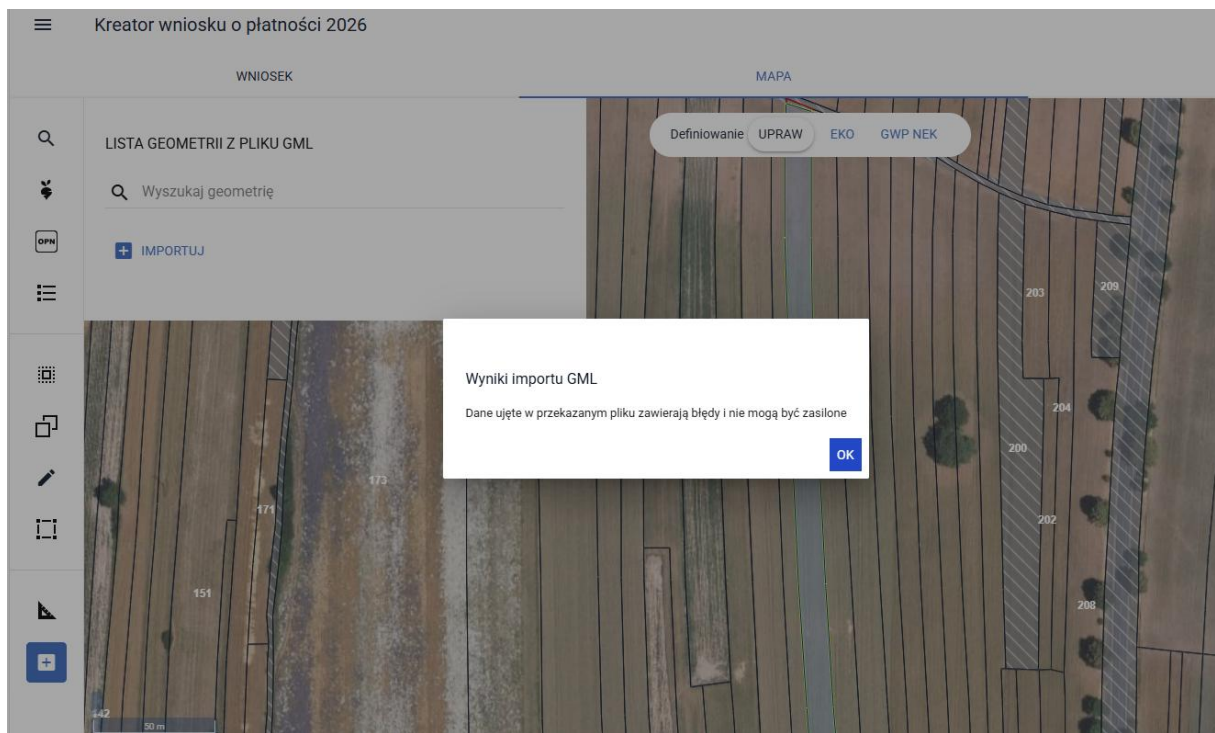 Kreator wniosku o płatności 2026
WNIOSEK
MAPA
LISTA GEOMETRII Z PLIKU GML
Definiowanie UPRAW EKO GWP NEK
Wyszukaj geometrię
OPN
IMPORTUJ
203
209
Wyniki importu GML
Dane ujęte w przekazanym pliku zawierają błędy i nie mogą być zasilone
OK
204
200
173
171
202
151
208
50 m